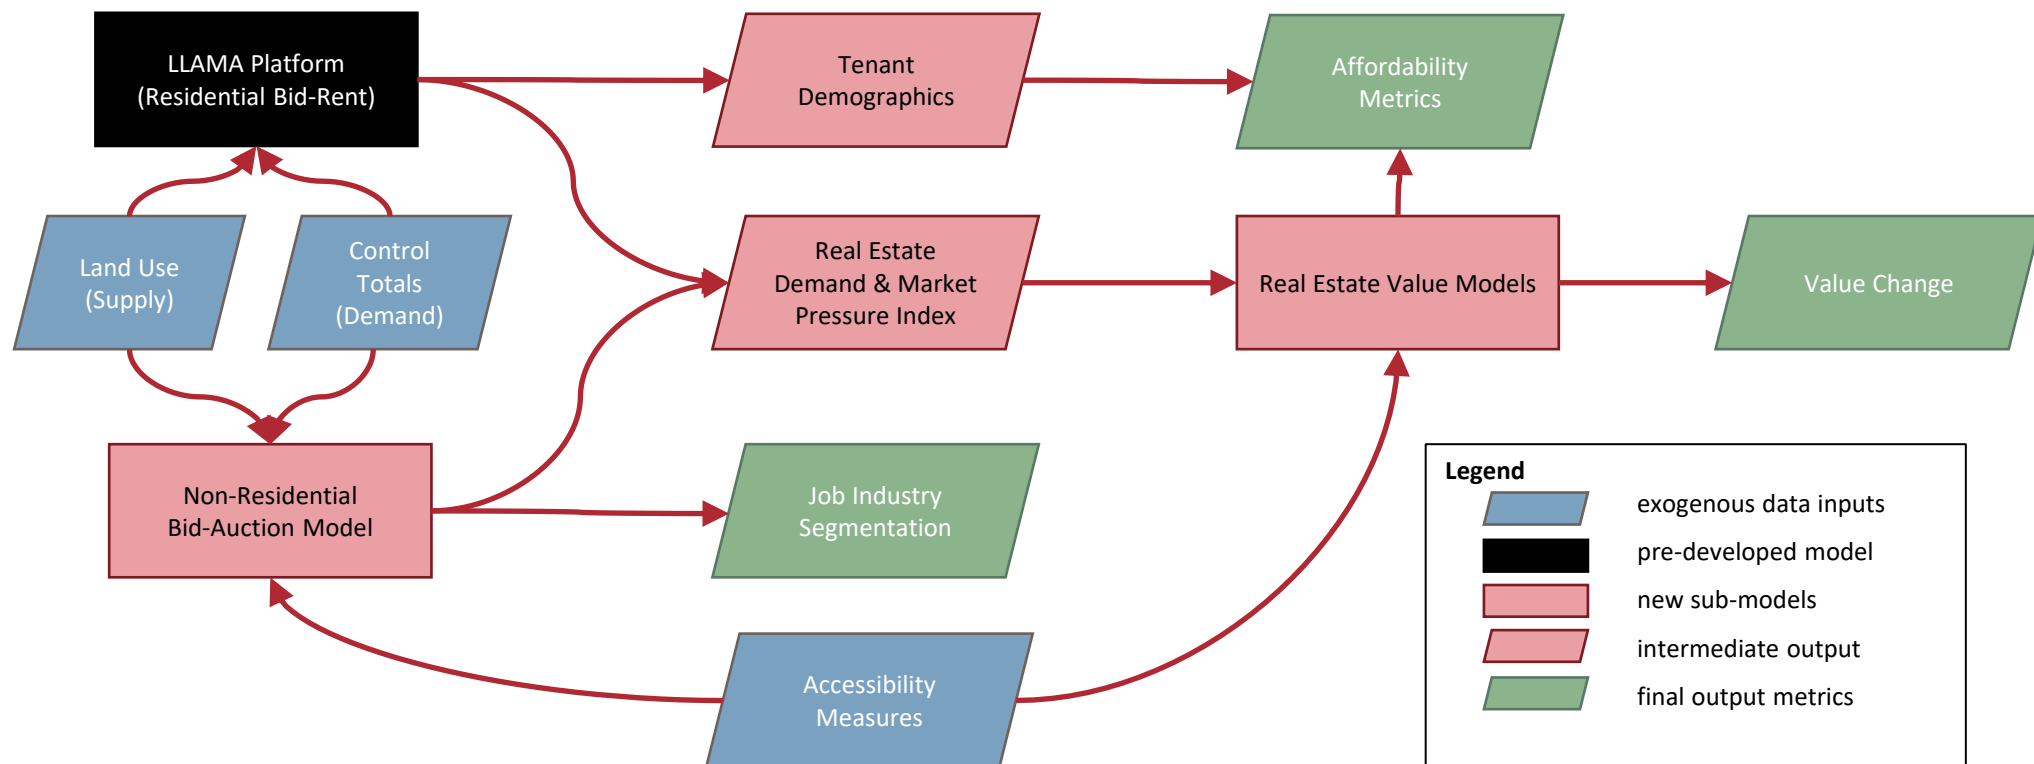 LLAMA Platform
(Residential Bid-Rent)
Tenant
Demographics
Affordability
Metrics
Land Use
(Supply)
Control
Totals
(Demand)
Real Estate
Demand & Market
Pressure Index
Real Estate Value Models
Value Change
Non-Residential
Bid-Auction Model
Job Industry
Segmentation
Accessibility
Measures
Legend
exogenous data inputs
pre-developed model
new sub-models
intermediate output
final output metrics